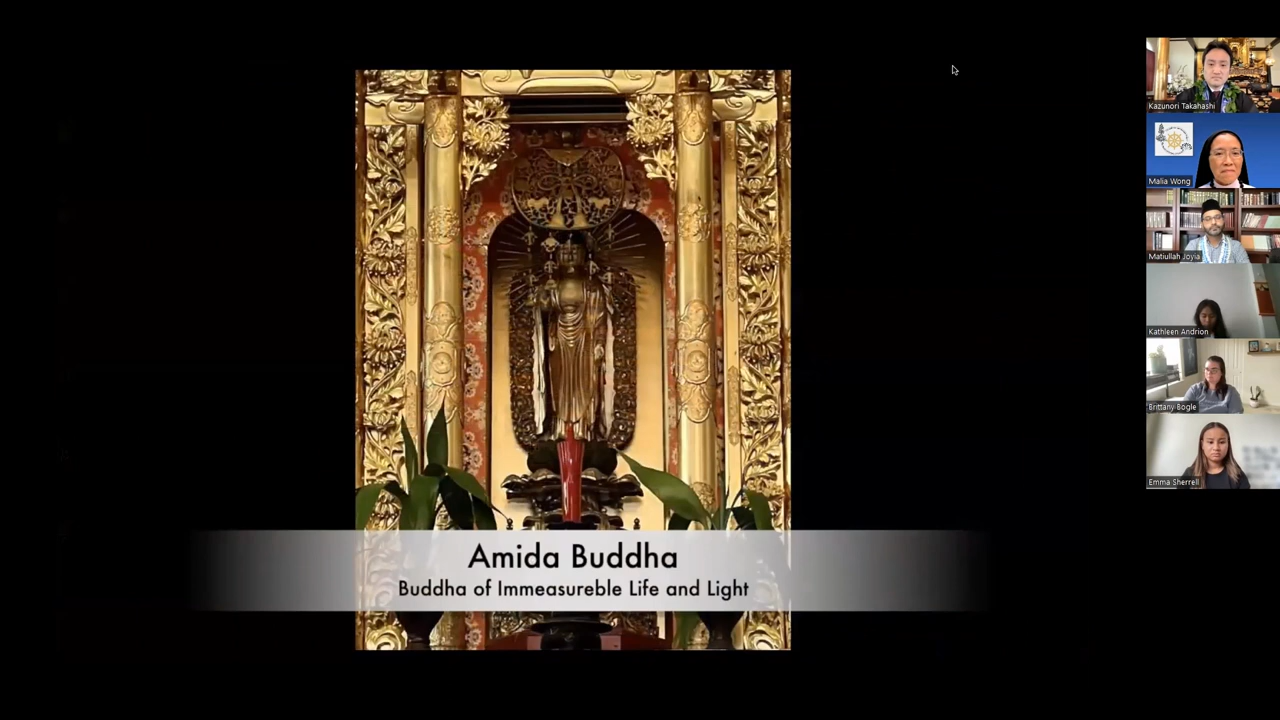 Amida Buddha
Buddha of Immeasureble Life and Light
Kazunori Takahashi
Malia Wong
Matiullah Joyia
Kathleen Andrion
Brittany Bogle
Emma Sherrell